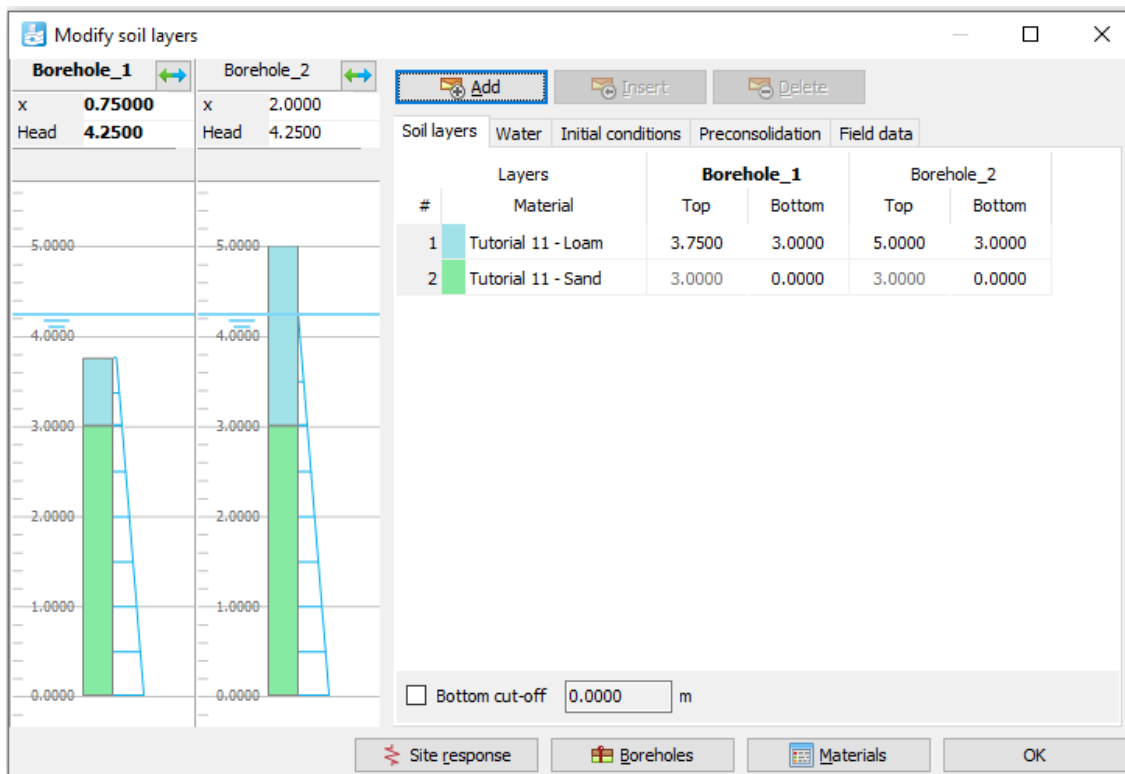 Modify soil layers
Borehole_1
x 0.75000
Head 4.2500
5.0000
4.0000
3.0000
2.0000
1.0000
0.0000
Borehole_2
x 2.0000
Head 4.2500
5.0000
4.0000
3.0000
2.0000
1.0000
0.0000
Add Insert Delete
Soil layers Water Initial conditions Preconsolidation Field data
Layers Borehole_1 Borehole_2
# Material Top Bottom Top Bottom
1 Tutorial 11 - Loam 3.7500 3.0000 5.0000 3.0000
2 Tutorial 11 - Sand 3.0000 0.0000 3.0000 0.0000
Bottom cut-off 0.0000 m
Site response Boreholes Materials OK